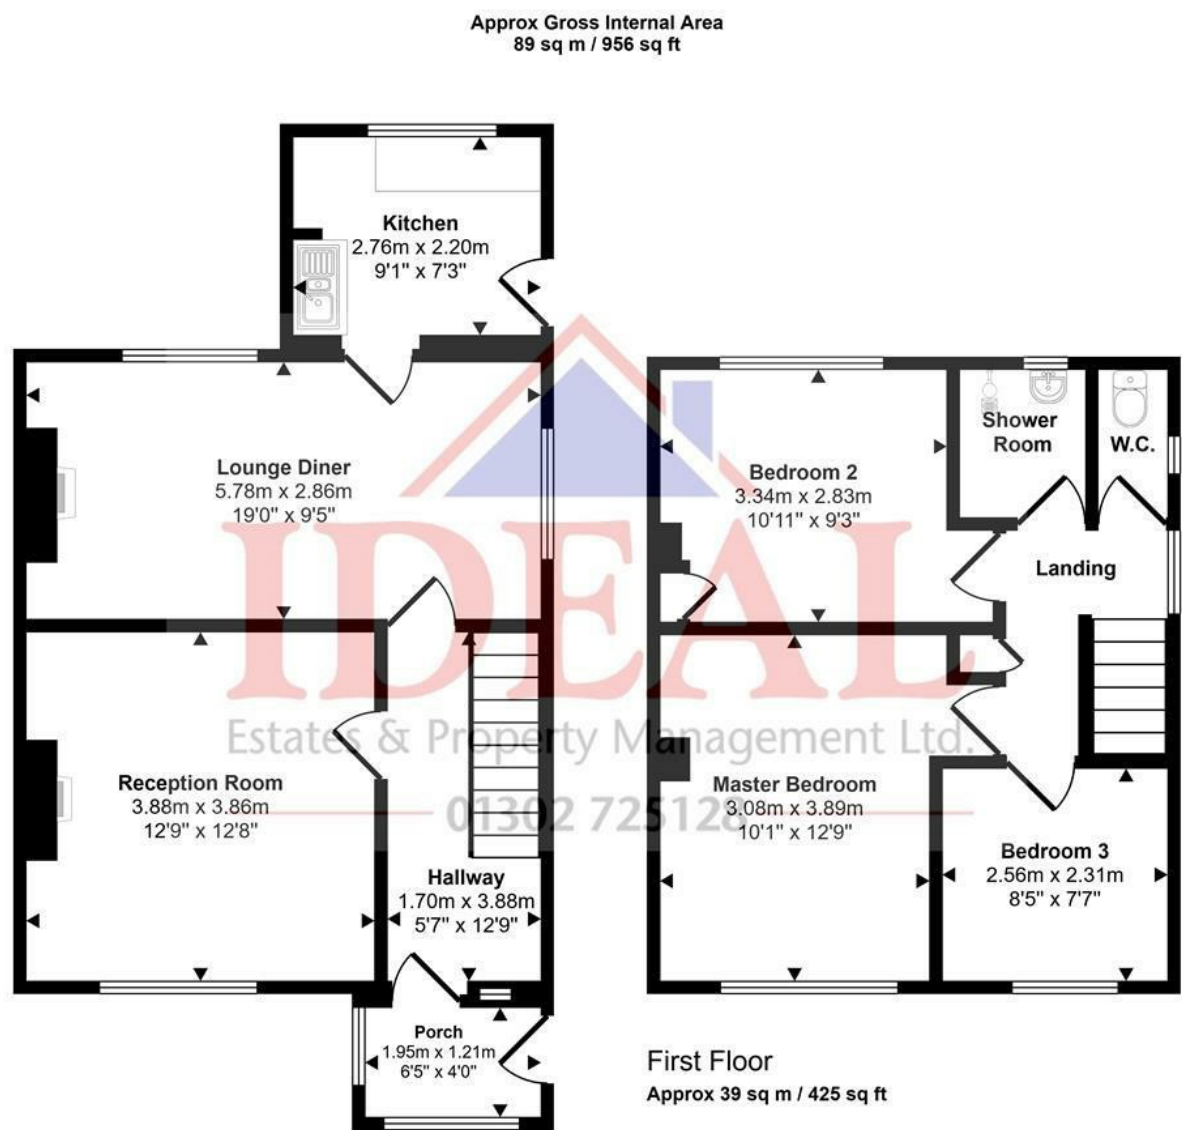 Approx Gross Internal Area
89 sq m / 956 sq ft
Kitchen
2.76m x 2.20m
9'1" x 7'3"
Lounge Diner
5.78m x 2.86m
19'0" x 9'5"
Reception Room
3.88m x 3.86m
12'9" x 12'8"
Hallway
1.70m x 3.88m
5'7" x 12'9"
Porch
1.95m x 1.21m
6'5" x 4'0"
Bedroom 2
3.34m x 2.83m
10'11" x 9'3"
Shower
Room
W.C.
Landing
Master Bedroom
3.08m x 3.89m
10'1" x 12'9"
Bedroom 3
2.56m x 2.31m
8'5" x 7'7"
First Floor
Approx 39 sq m / 425 sq ft
IDEAL
Estates & Property Management Ltd.
01302 725128